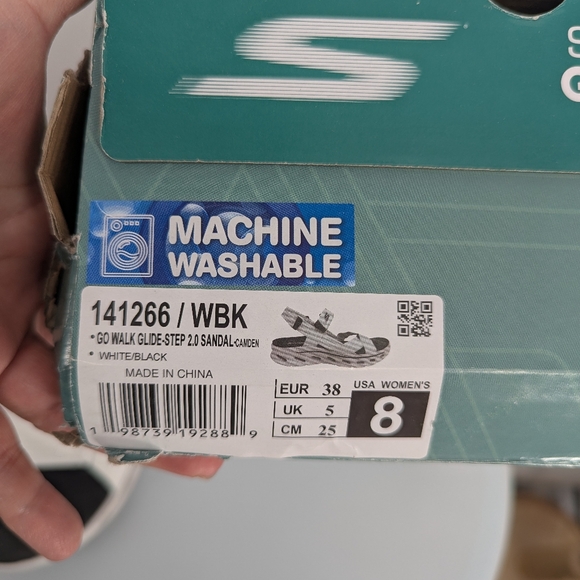 S
G
MACHINE
WASHABLE
141266 / WBK
• GO WALK GLIDE-STEP 2.0 SANDAL-CAMDEN
• WHITE/BLACK
MADE IN CHINA
1 98739 19288 9
EUR 38
UK 5
CM 25
USA WOMEN'S
8